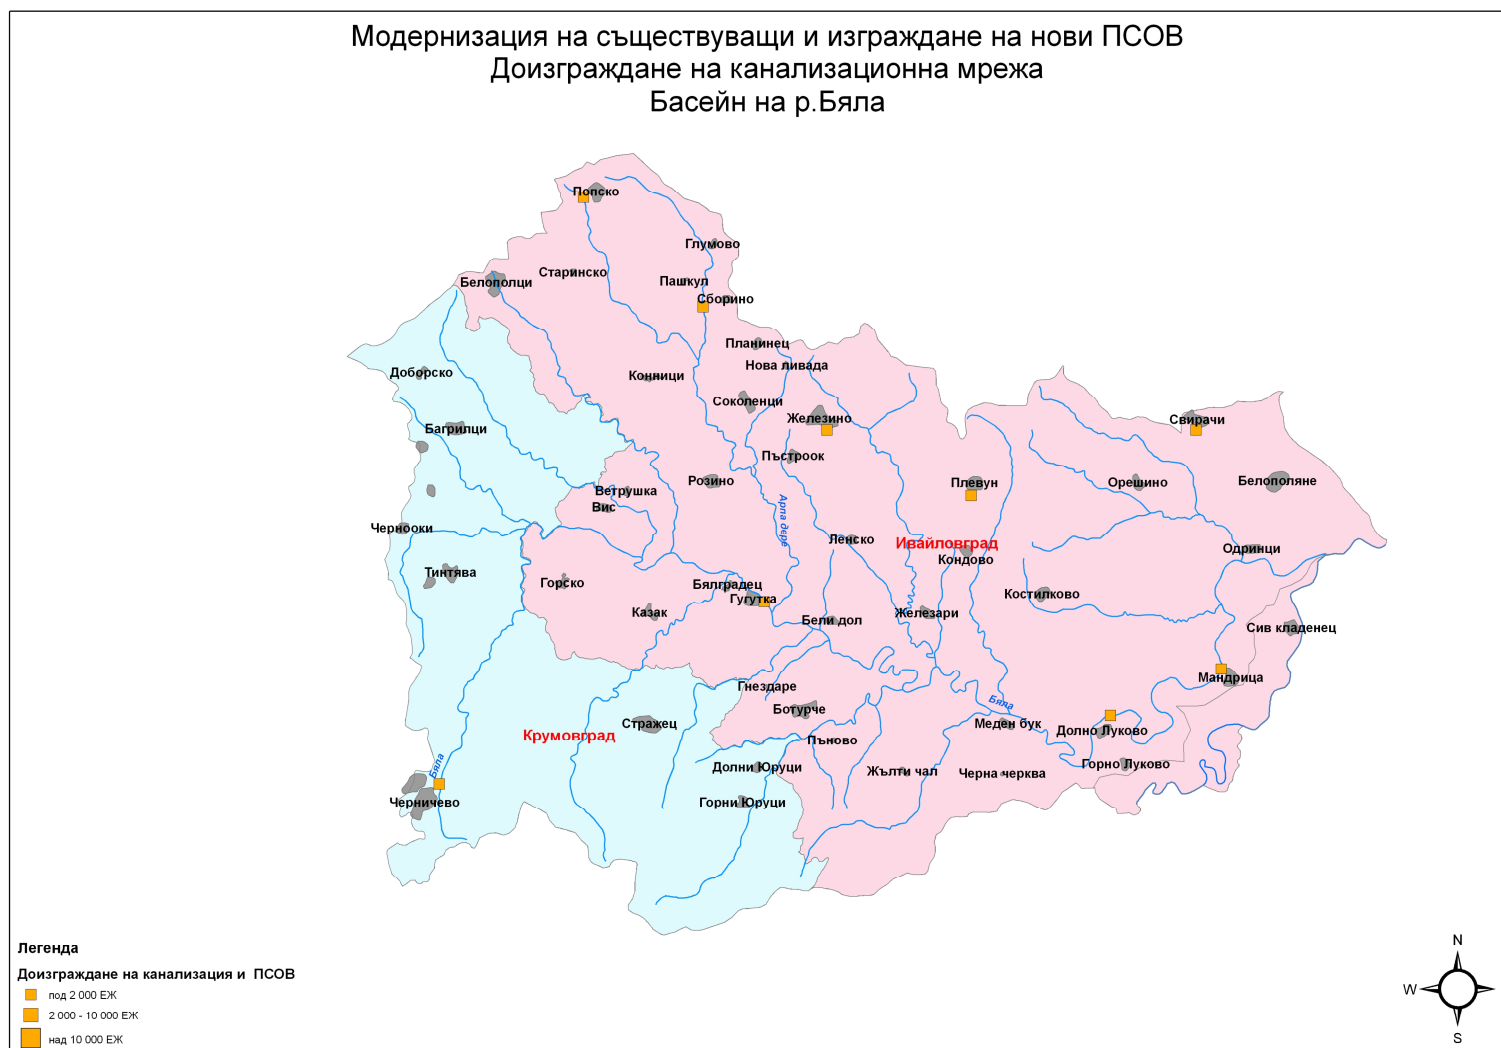 Модернизация на съществуващи и изграждане на нови ПСОВ
Доизграждане на канализационна мрежа
Басейн на р.Бяла
Попско
Глумово
Старинско
Белополци
Пашкул
Сборино
Планинец
Нова ливада
Доборско
Конници
Соколенци
Железино
Свирачи
Багрилци
Пъстроок
Розино
Плевун
Орешино
Белополяне
Ветрушка
Вис
Арпа дере
Чернооки
Ленско
Ивайловград
Кондово
Одринци
Тинтява
Горско
Бялградец
Гугутка
Костилково
Казак
Бели дол
Железари
Сив кладенец
Мандрица
Гнездаре
Бяла
Ботурче
Стражец
Меден бук
Долно Луково
Крумовград
Пъново
Бяла
Долни Юруци
Жълти чал
Черна черква
Горно Луково
Черничево
Горни Юруци
Легенда
Доизграждане на канализация и ПСОВ
под 2 000 ЕЖ
2 000 - 10 000 ЕЖ
над 10 000 ЕЖ
N
W
S